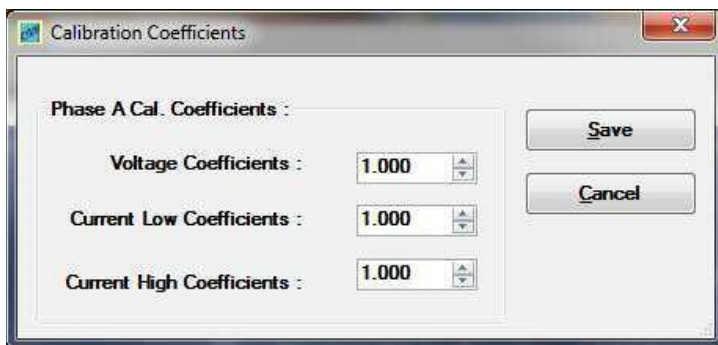 Calibration Coefficients
Phase A Cal. Coefficients :
Voltage Coefficients : 1.000
Current Low Coefficients : 1.000
Current High Coefficients : 1.000
Save
Cancel